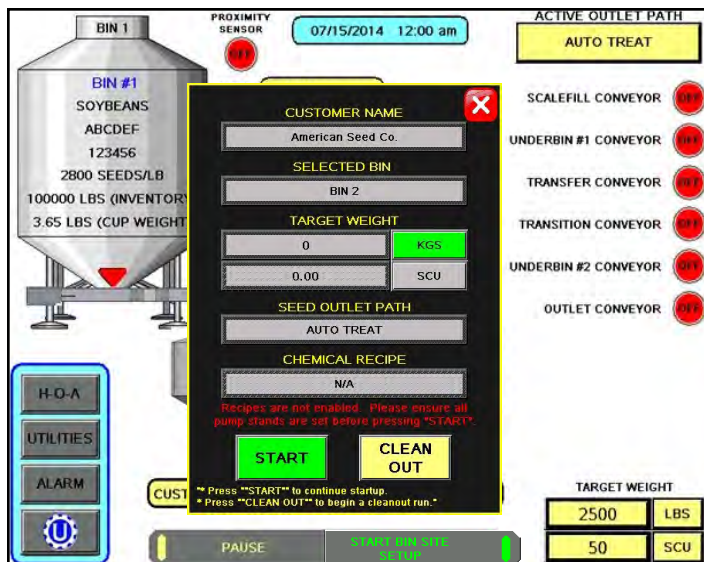 BIN 1
PROXIMITY
SENSOR
OFF
07/15/2014 12:00 am
ACTIVE OUTLET PATH
AUTO TREAT
BIN #1
SOYBEANS
ABCDEF
123456
2800 SEEDS/LB
100000 LBS (INVENTORY
3.65 LBS (CUP WEIGHT
SCALEFILL CONVEYOR OFF
UNDERBIN #1 CONVEYOR OFF
TRANSFER CONVEYOR OFF
TRANSITION CONVEYOR OFF
UNDERBIN #2 CONVEYOR OFF
OUTLET CONVEYOR OFF
X
CUSTOMER NAME
American Seed Co.
SELECTED BIN
BIN 2
TARGET WEIGHT
0 KGS
0.00 SCU
SEED OUTLET PATH
AUTO TREAT
CHEMICAL RECIPE
N/A
Recipes are not enabled. Please ensure all
pump stands are set before pressing "START".
START
CLEAN
OUT
"* Press ""START"" to continue startup.
* Press ""CLEAN OUT"" to begin a cleanout run."
H-O-A
UTILITIES
ALARM
U
CUST
PAUSE
START BIN SITE
SETUP
TARGET WEIGHT
2500 LBS
50 SCU